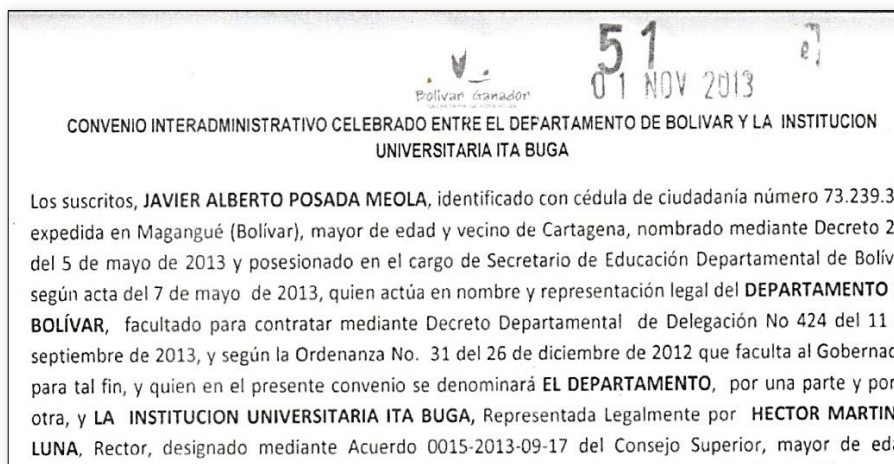 51
01 NOV 2013
Bolívar Ganador
CONVENIO INTERADMINISTRATIVO CELEBRADO ENTRE EL DEPARTAMENTO DE BOLIVAR Y LA INSTITUCION
UNIVERSITARIA ITA BUGA
Los suscritos, JAVIER ALBERTO POSADA MEOLA, identificado con cédula de ciudadanía número 73.239.3
expedida en Magangué (Bolívar), mayor de edad y vecino de Cartagena, nombrado mediante Decreto 2
del 5 de mayo de 2013 y posesionado en el cargo de Secretario de Educación Departamental de Bolív
según acta del 7 de mayo de 2013, quien actúa en nombre y representación legal del DEPARTAMENTO
BOLÍVAR, facultado para contratar mediante Decreto Departamental de Delegación No 424 del 11
septiembre de 2013, y según la Ordenanza No. 31 del 26 de diciembre de 2012 que faculta al Gobernad
para tal fin, y quien en el presente convenio se denominará EL DEPARTAMENTO, por una parte y por
otra, y LA INSTITUCION UNIVERSITARIA ITA BUGA, Representada Legalmente por HECTOR MARTIN
LUNA, Rector, designado mediante Acuerdo 0015-2013-09-17 del Consejo Superior, mayor de eda